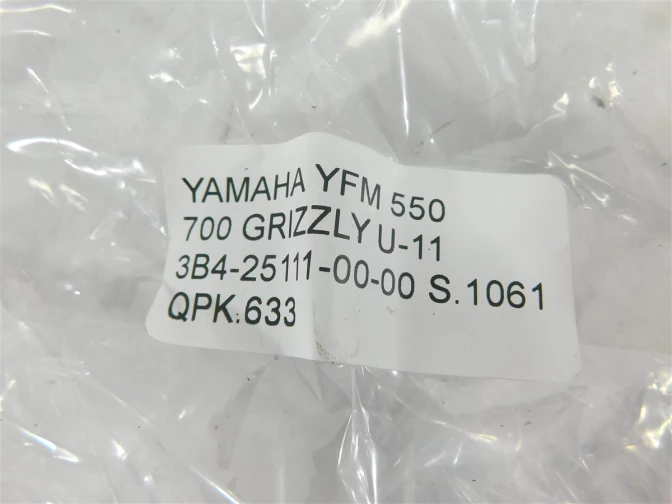 YAMAHA YFM 550
700 GRIZZLY U-11
3B4-25111-00-00 S.1061
QPK.633